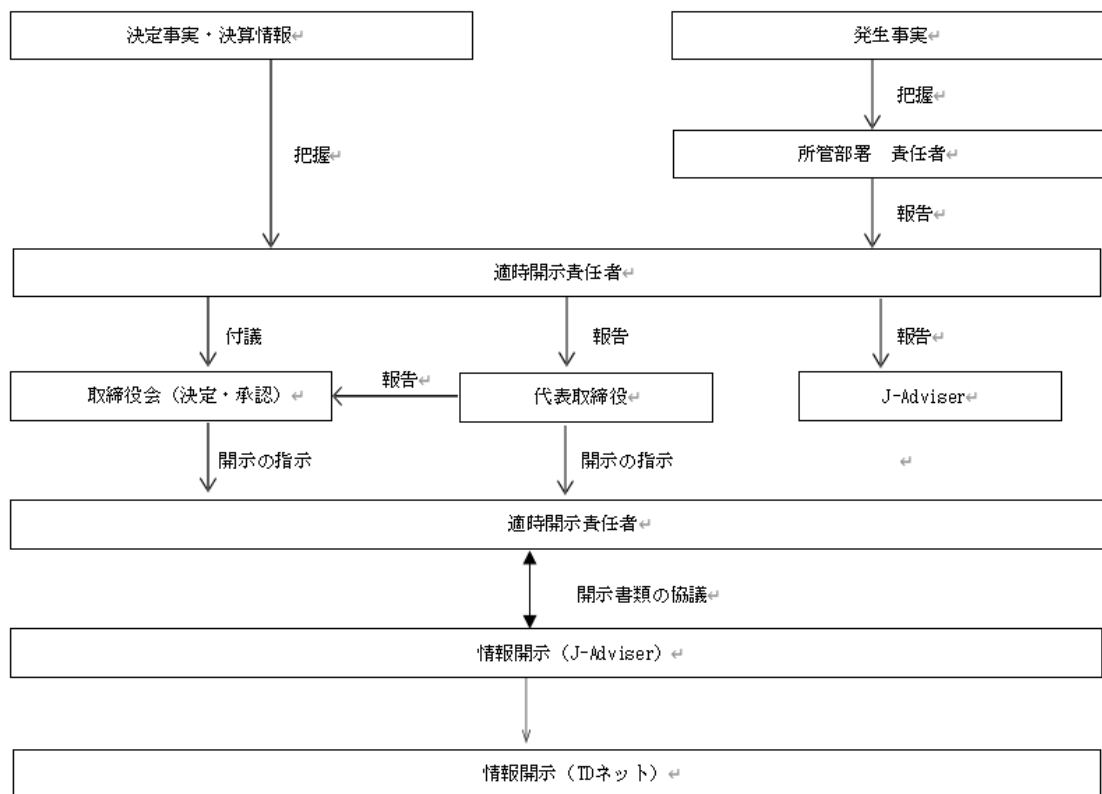 決定事実・決算情報↵
発生事実↵
把握↵
把握↵
所管部署　責任者↵
報告↵
適時開示責任者↵
付議
報告
報告↵
取締役会（決定・承認）↵
報告↵
代表取締役↵
J-Adviser↵
開示の指示
開示の指示
↵
適時開示責任者↵
開示書類の協議↵
情報開示（J-Adviser）↵
情報開示（TDネット）↵